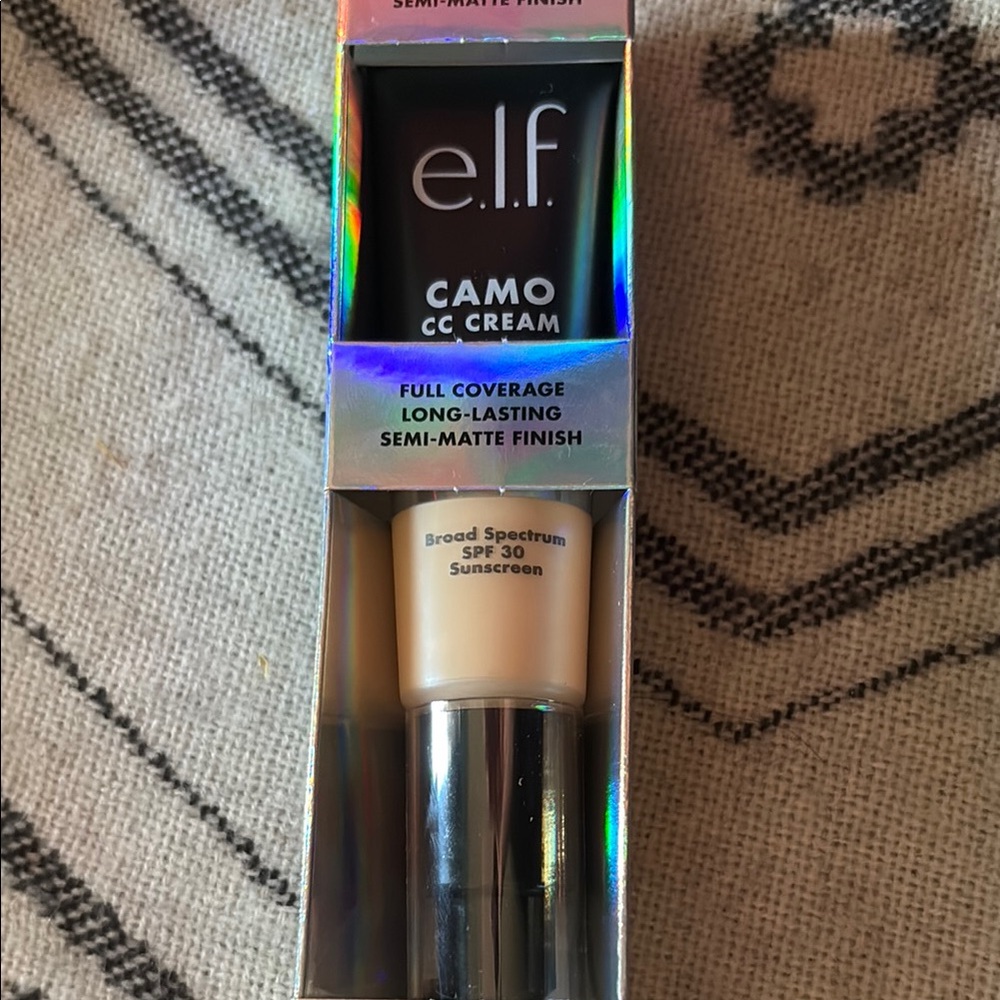 SEMI-MATTE FINISH
e.l.f.
CAMO
CC CREAM
FULL COVERAGE
LONG-LASTING
SEMI-MATTE FINISH
Broad Spectrum
SPF 30
Sunscreen